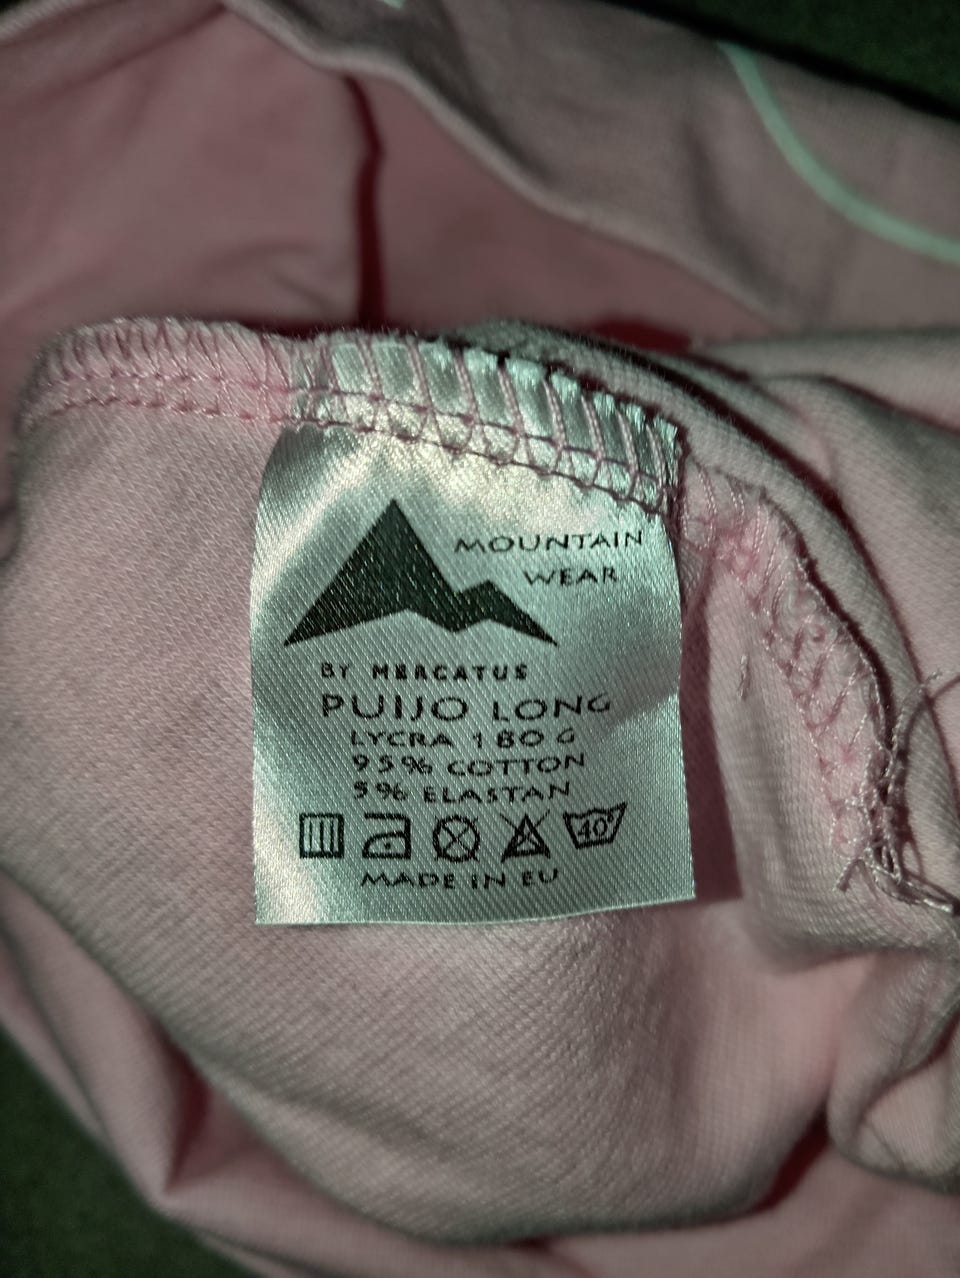 MOUNTAIN
WEAR
BY MERCATUS
PUIJO LONG
LYCRA 180 G
95% COTTON
5% ELASTAN
40°
MADE IN EU